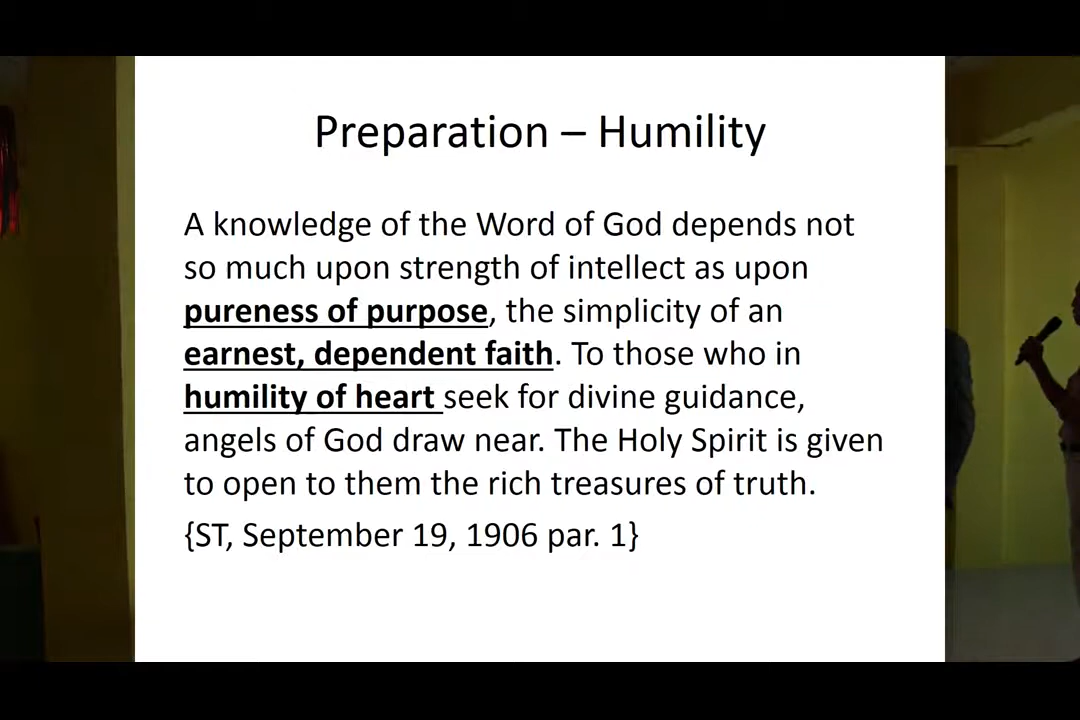 Preparation – Humility
A knowledge of the Word of God depends not
so much upon strength of intellect as upon
pureness of purpose, the simplicity of an
earnest, dependent faith. To those who in
humility of heart seek for divine guidance,
angels of God draw near. The Holy Spirit is given
to open to them the rich treasures of truth.
{ST, September 19, 1906 par. 1}